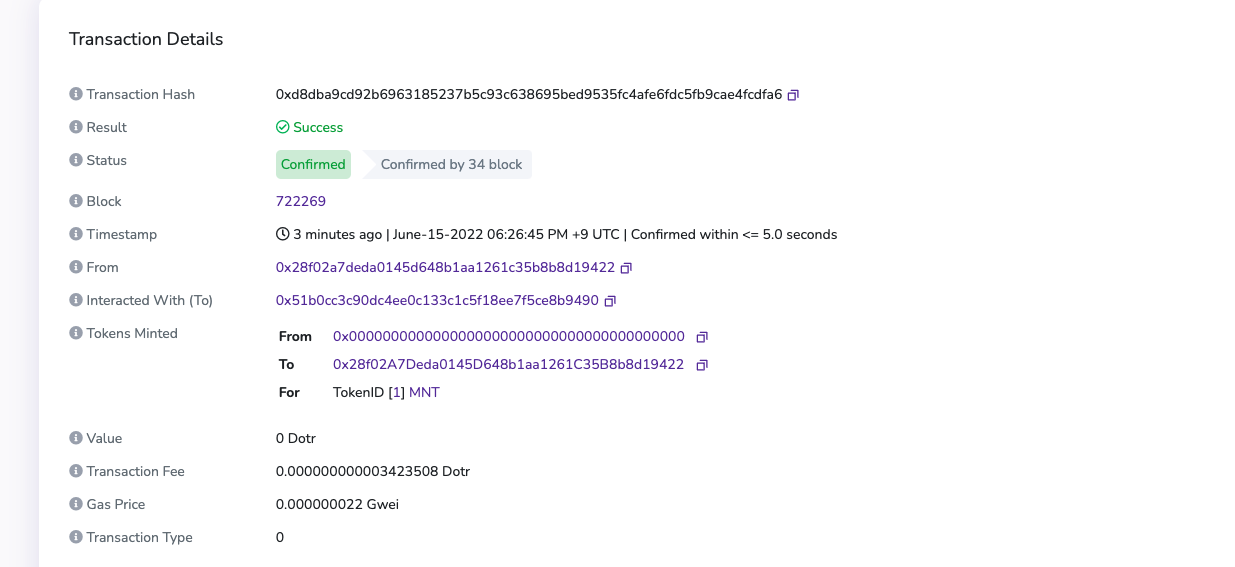 Transaction Details
Transaction Hash 0xd8dba9cd92b6963185237b5c93c638695bed9535fc4afe6fdc5fb9cae4fcdfa6
Result Success
Status Confirmed Confirmed by 34 block
Block 722269
Timestamp 3 minutes ago | June-15-2022 06:26:45 PM +9 UTC | Confirmed within <= 5.0 seconds
From 0x28f02a7deda0145d648b1aa1261c35b8b8d19422
Interacted With (To) 0x51b0cc3c90dc4ee0c133c1c5f18ee7f5ce8b9490
Tokens Minted From 0x0000000000000000000000000000000000000000
To 0x28f02A7Deda0145D648b1aa1261C35B8b8d19422
For TokenID [1] MNT
Value 0 Dotr
Transaction Fee 0.000000000003423508 Dotr
Gas Price 0.000000022 Gwei
Transaction Type 0